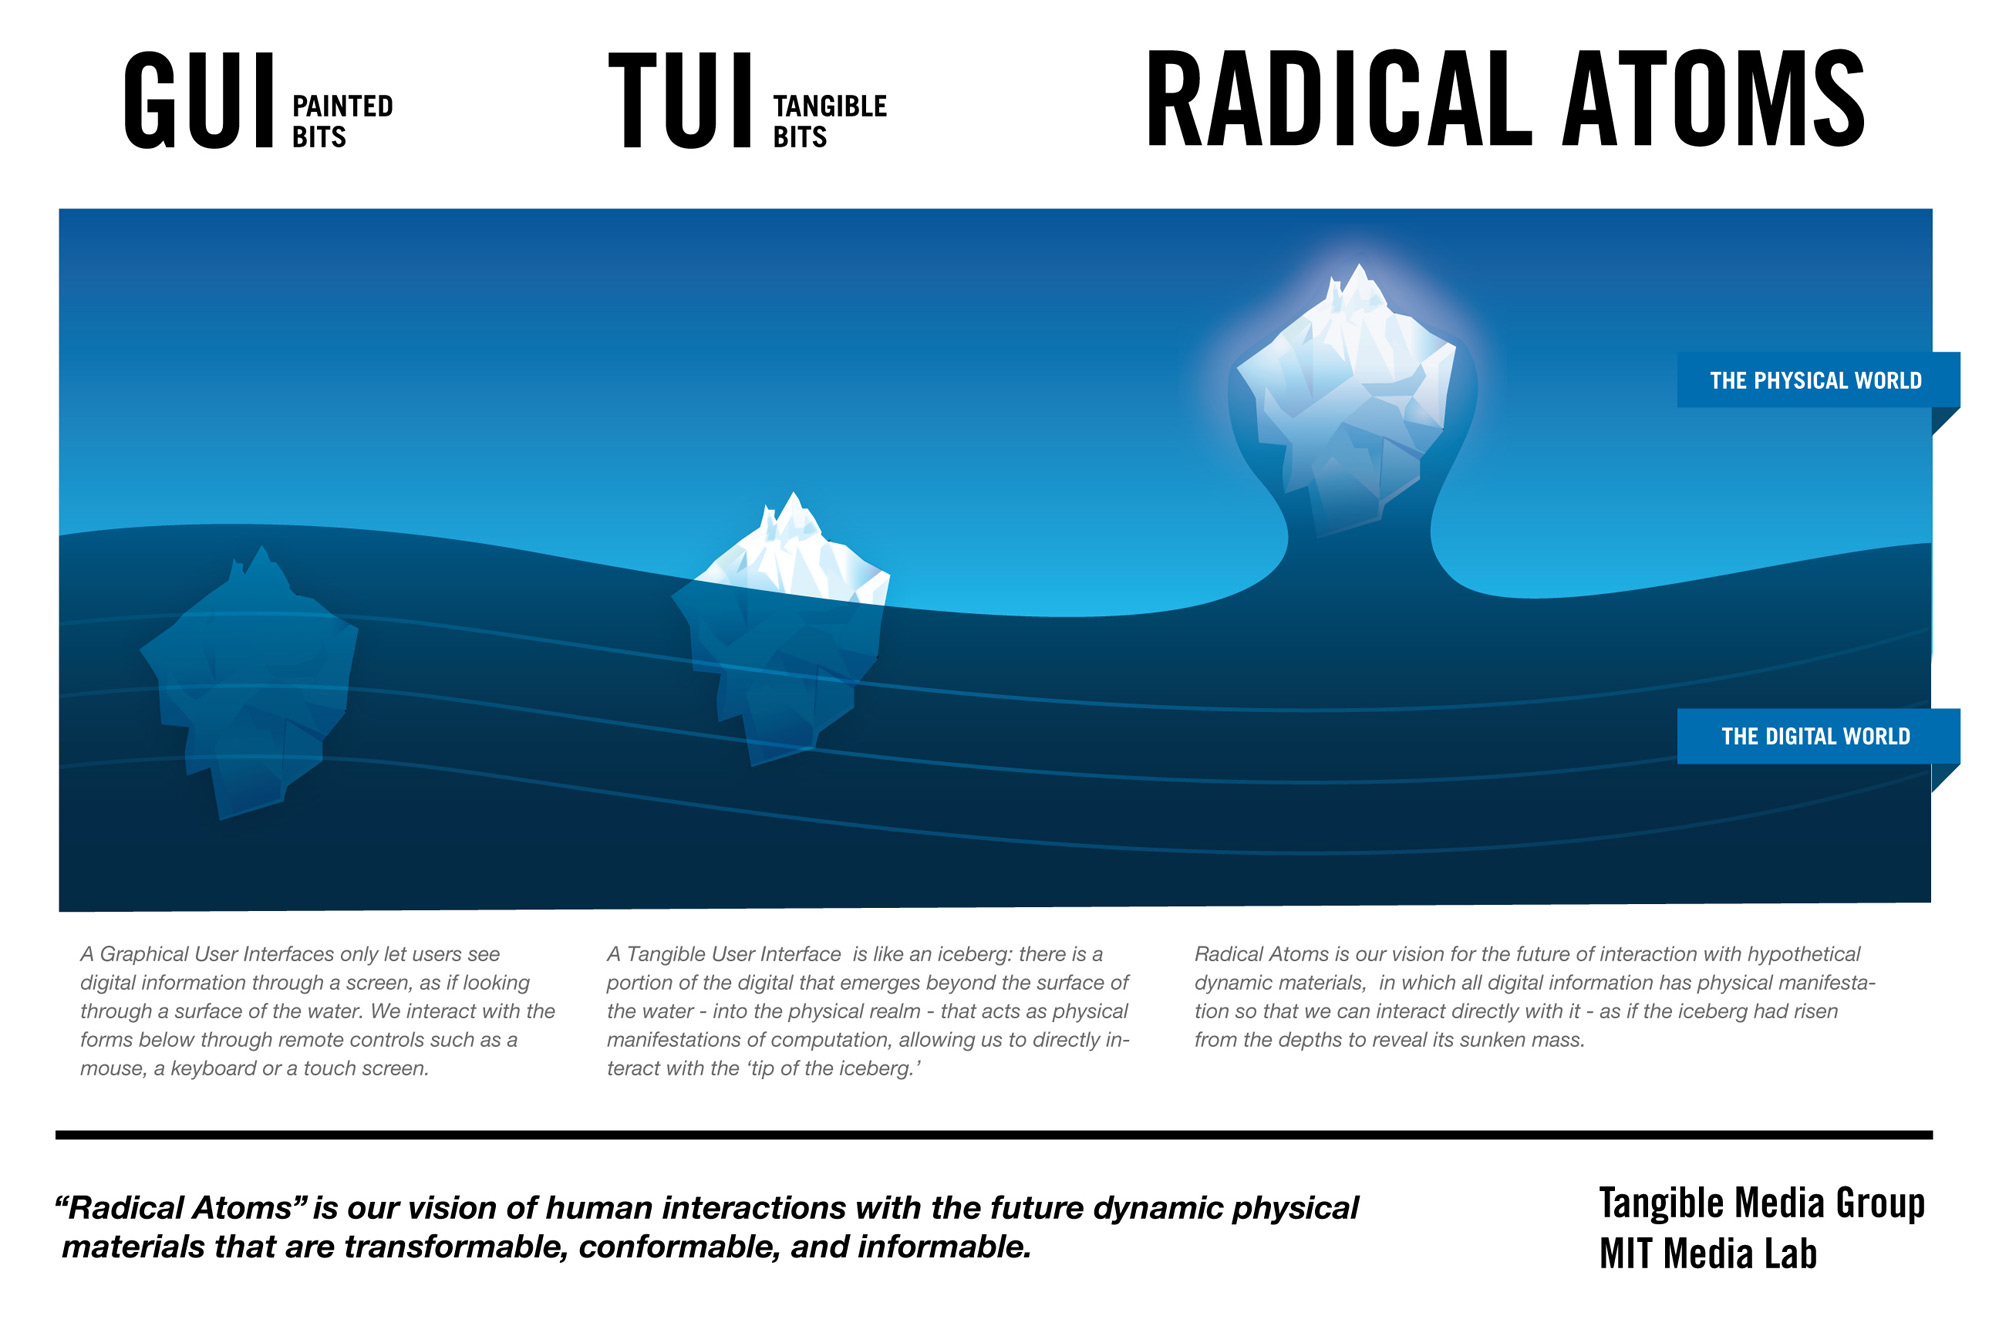 GUI PAINTED
BITS
TUI TANGIBLE
BITS
RADICAL ATOMS
THE PHYSICAL WORLD
THE DIGITAL WORLD
A Graphical User Interfaces only let users see
digital information through a screen, as if looking
through a surface of the water. We interact with the
forms below through remote controls such as a
mouse, a keyboard or a touch screen.
A Tangible User Interface  is like an iceberg: there is a
portion of the digital that emerges beyond the surface of
the water - into the physical realm - that acts as physical
manifestations of computation, allowing us to directly in-
teract with the ‘tip of the iceberg.’
Radical Atoms is our vision for the future of interaction with hypothetical
dynamic materials,  in which all digital information has physical manifesta-
tion so that we can interact directly with it - as if the iceberg had risen
from the depths to reveal its sunken mass.
“Radical Atoms” is our vision of human interactions with the future dynamic physical
materials that are transformable, conformable, and informable.
Tangible Media Group
MIT Media Lab